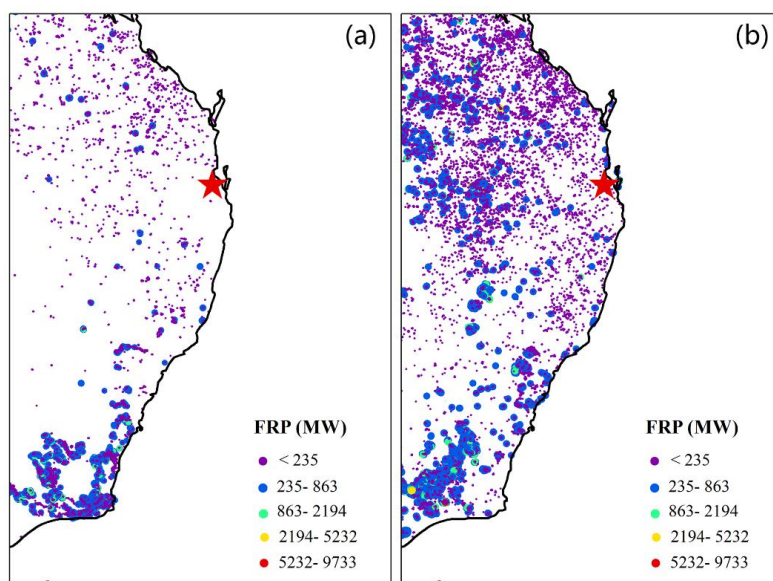 (a)
FRP (MW)
< 235
235- 863
863- 2194
2194- 5232
5232- 9733
(b)
FRP (MW)
< 235
235- 863
863- 2194
2194- 5232
5232- 9733